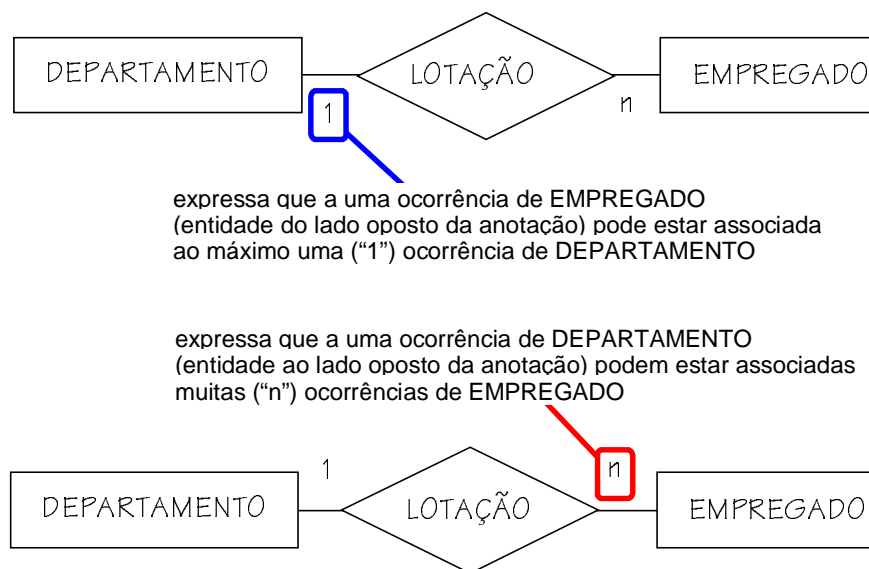 DEPARTAMENTO LOTAÇÃO EMPREGADO
1 n
expressa que a uma ocorrência de EMPREGADO
(entidade do lado oposto da anotação) pode estar associada
ao máximo uma (“1”) ocorrência de DEPARTAMENTO
expressa que a uma ocorrência de DEPARTAMENTO
(entidade ao lado oposto da anotação) podem estar associadas
muitas (“n”) ocorrências de EMPREGADO
1 n
DEPARTAMENTO LOTAÇÃO EMPREGADO